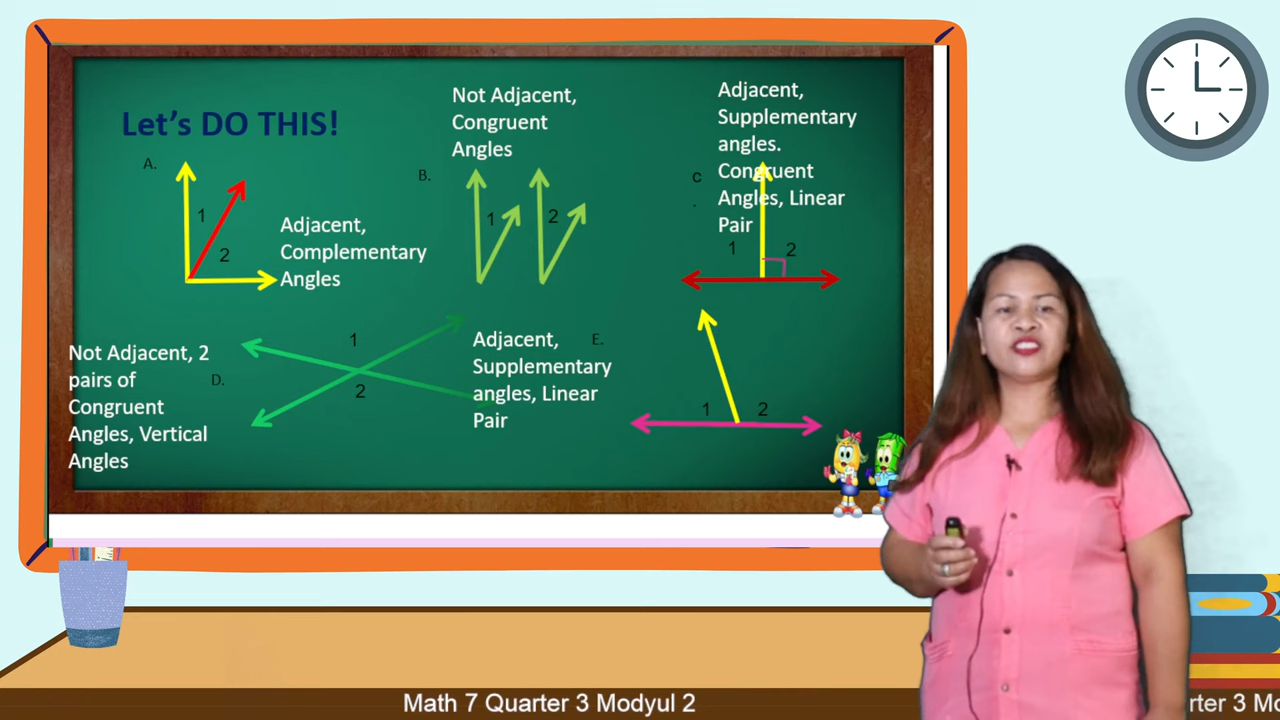 Let's DO THIS!
A.
1
2
Adjacent,
Complementary
Angles
Not Adjacent,
Congruent
Angles
B.
1
2
Adjacent,
Supplementary
angles.
Congruent
Angles, Linear
Pair
C
.
1
2
Not Adjacent, 2
pairs of
Congruent
Angles, Vertical
Angles
D.
1
2
Adjacent,
Supplementary
angles, Linear
Pair
E.
1
2
Math 7 Quarter 3 Modyul 2
rter 3 Mo